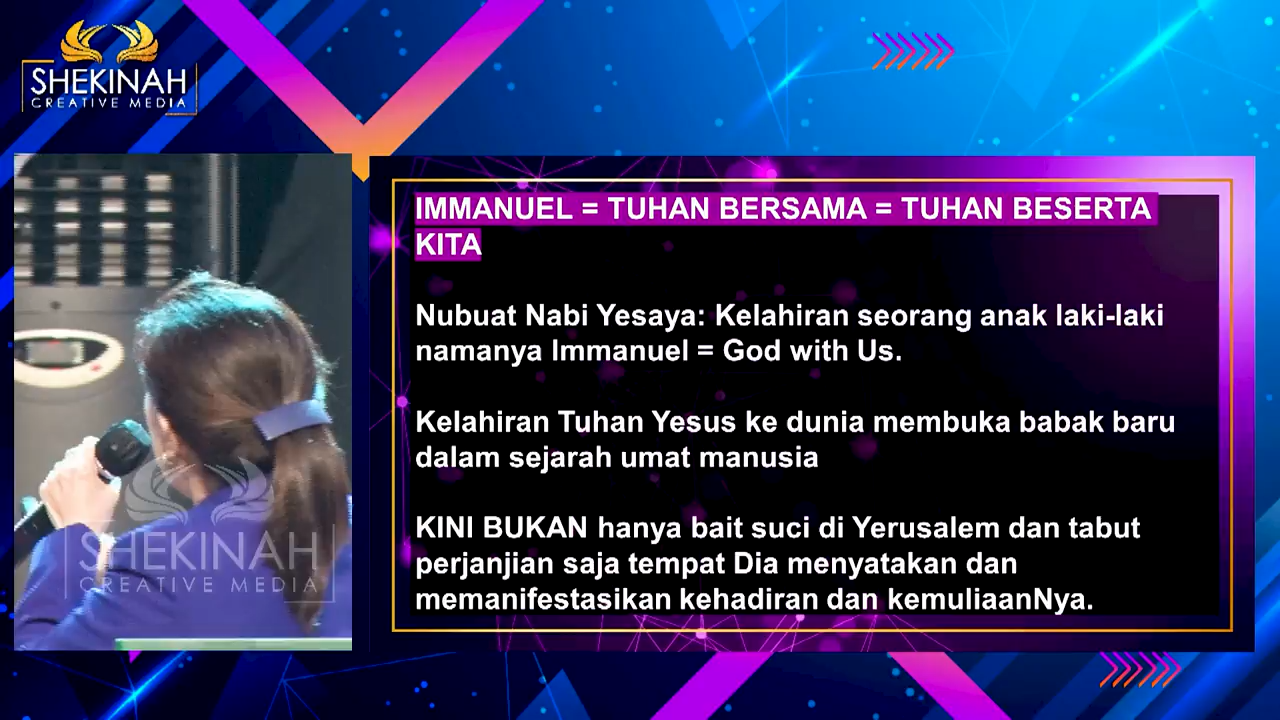 SHEKINAH
CREATIVE MEDIA
IMMANUEL = TUHAN BERSAMA = TUHAN BESERTA
KITA
Nubuat Nabi Yesaya: Kelahiran seorang anak laki-laki
namanya Immanuel = God with Us.
Kelahiran Tuhan Yesus ke dunia membuka babak baru
dalam sejarah umat manusia
KINI BUKAN hanya bait suci di Yerusalem dan tabut
perjanjian saja tempat Dia menyatakan dan
memanifestasikan kehadiran dan kemuliaanNya.
SHEKINAH
CREATIVE MEDIA